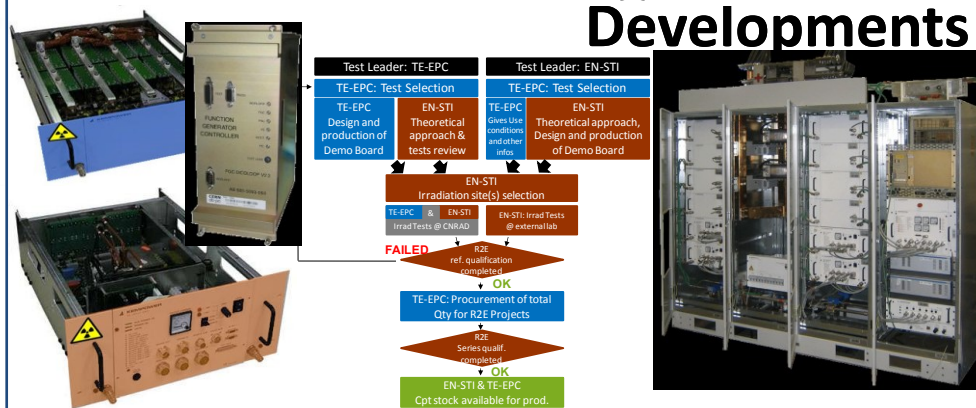 Developments
Test Leader: TE-EPC
Test Leader: EN-STI
TE-EPC: Test Selection
TE-EPC: Test Selection
TE-EPC
Design and
production of
Demo Board
EN-STI
Theoretical
approach &
tests review
TE-EPC
Gives Use
conditions
and other
infos
EN-STI
Theoretical approach,
Design and production
of Demo Board
EN-STI
Irradiation site(s) selection
TE-EPC & EN-STI
Irrad Tests @ CNRAD
EN-STI: Irrad Tests
@ external lab
FAILED
R2E
ref. qualification
completed
OK
TE-EPC: Procurement of total
Qty for R2E Projects
R2E
Series qualif.
completed
OK
EN-STI & TE-EPC
Cpt stock available for prod.
FUNCTION
GENERATOR
CONTROLLER